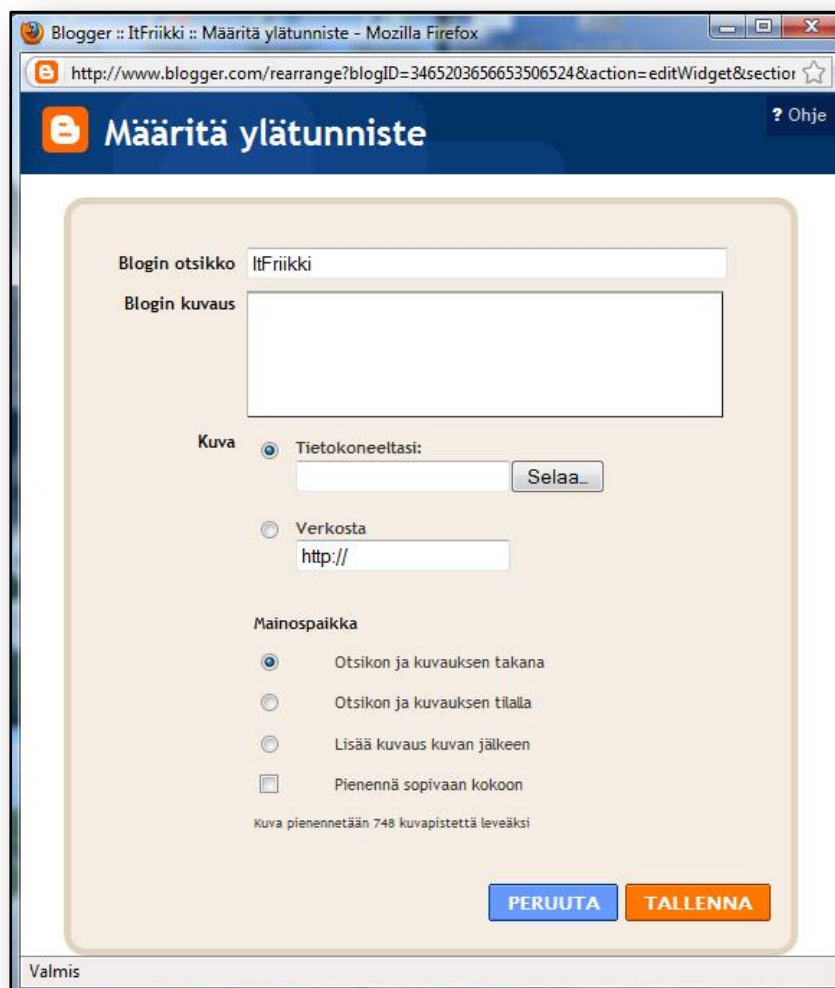 Blogger :: ItFriikki :: Määritä ylätunniste - Mozilla Firefox
http://www.blogger.com/rearrange?blogID=3465203656653506524&action=editWidget&section
Määritä ylätunniste
? Ohje
Blogin otsikko ItFriikki
Blogin kuvaus
Kuva Tietokoneeltasi:
Selaa...
Verkosta
http://
Mainospaikka
Otsikon ja kuvauksen takana
Otsikon ja kuvauksen tilalla
Lisää kuvaus kuvan jälkeen
Pienennä sopivaan kokoon
Kuva pienennetään 748 kuvapistettä leveäksi
PERUUTA TALLENNA
Valmis